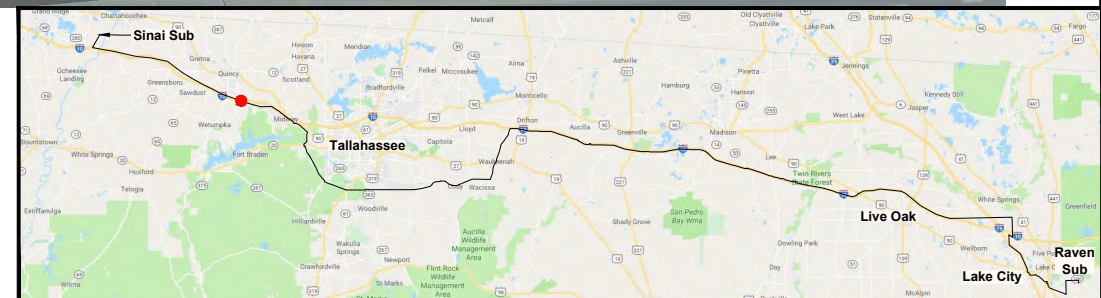 Grand Ridge
Chattahoochee
Metcalf
Old Clyattville
Clyattville
Statenville
Fargo
Lake Park
Sinai Sub
Hinson
Havana
Meridian
Alma
Ashville
Jennings
Gretna
Ocheesee
Landing
Quincy
Scotland
Felkel
Miccosukee
Pinetta
Greensboro
Sawdust
Bradfordville
Monticello
Hamburg
Hanson
Kennedy Still
Jasper
Midway
Wetumpka
Lloyd
Drifton
Aucilla
Greenville
Madison
West Lake
Blountstown
Tallahassee
Capitola
White Springs
Fort Braden
Waukeenah
Lee
Hosford
Telogia
Cody
Wacissa
Twin Rivers
State Forest
White Springs
Estiffanulga
Woodville
San Pedro
Bay Wma
Live Oak
Greenfield
Hilliardville
Shady Grove
Aucilla
Wildlife
Management
Area
Wakulla
Springs
Dowling Park
Wellborn
Raven
Sub
Newport
Crawfordville
Flint Rock
Wildlife
Management
Area
Day
Lake City
Wilma
St Marks
McAlpin